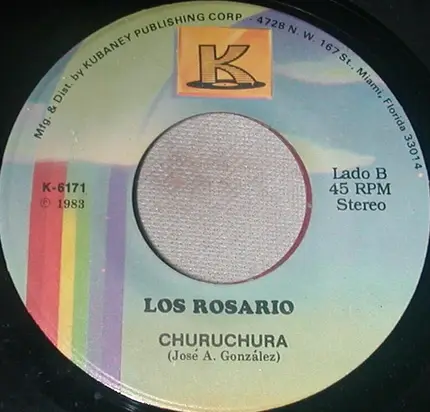 Mfg. & Dist. by KUBANEY PUBLISHING CORP. - 4728 N. W. 167 St., Miami, Florida 33014
K
K-6171
© 1983
Lado B
45 RPM
Stereo
LOS ROSARIO
CHURUCHURA
(José A. González)